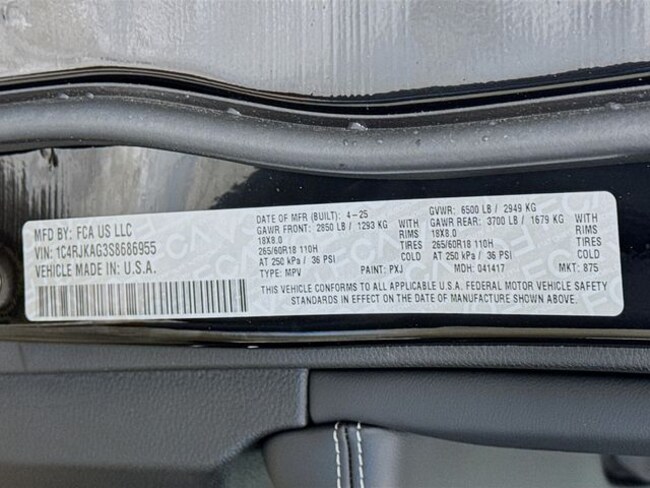 MFD BY: FCA US LLC
VIN: 1C4RJKAG3S8686955
VEHICLE MADE IN: U.S.A.
DATE OF MFR (BUILT): 4-25
GAWR FRONT: 2850 LB / 1293 KG WITH
18X8.0 RIMS
265/60R18 110H TIRES
AT 250 kPa / 36 PSI COLD
TYPE: MPV PAINT: PXJ
GVWR: 6500 LB / 2949 KG
GAWR REAR: 3700 LB / 1679 KG WITH
18X8.0 RIMS
265/60R18 110H TIRES
AT 250 kPa / 36 PSI COLD
MDH: 041417 MKT: 875
THIS VEHICLE CONFORMS TO ALL APPLICABLE U.S.A. FEDERAL MOTOR VEHICLE SAFETY
STANDARDS IN EFFECT ON THE DATE OF MANUFACTURE SHOWN ABOVE.